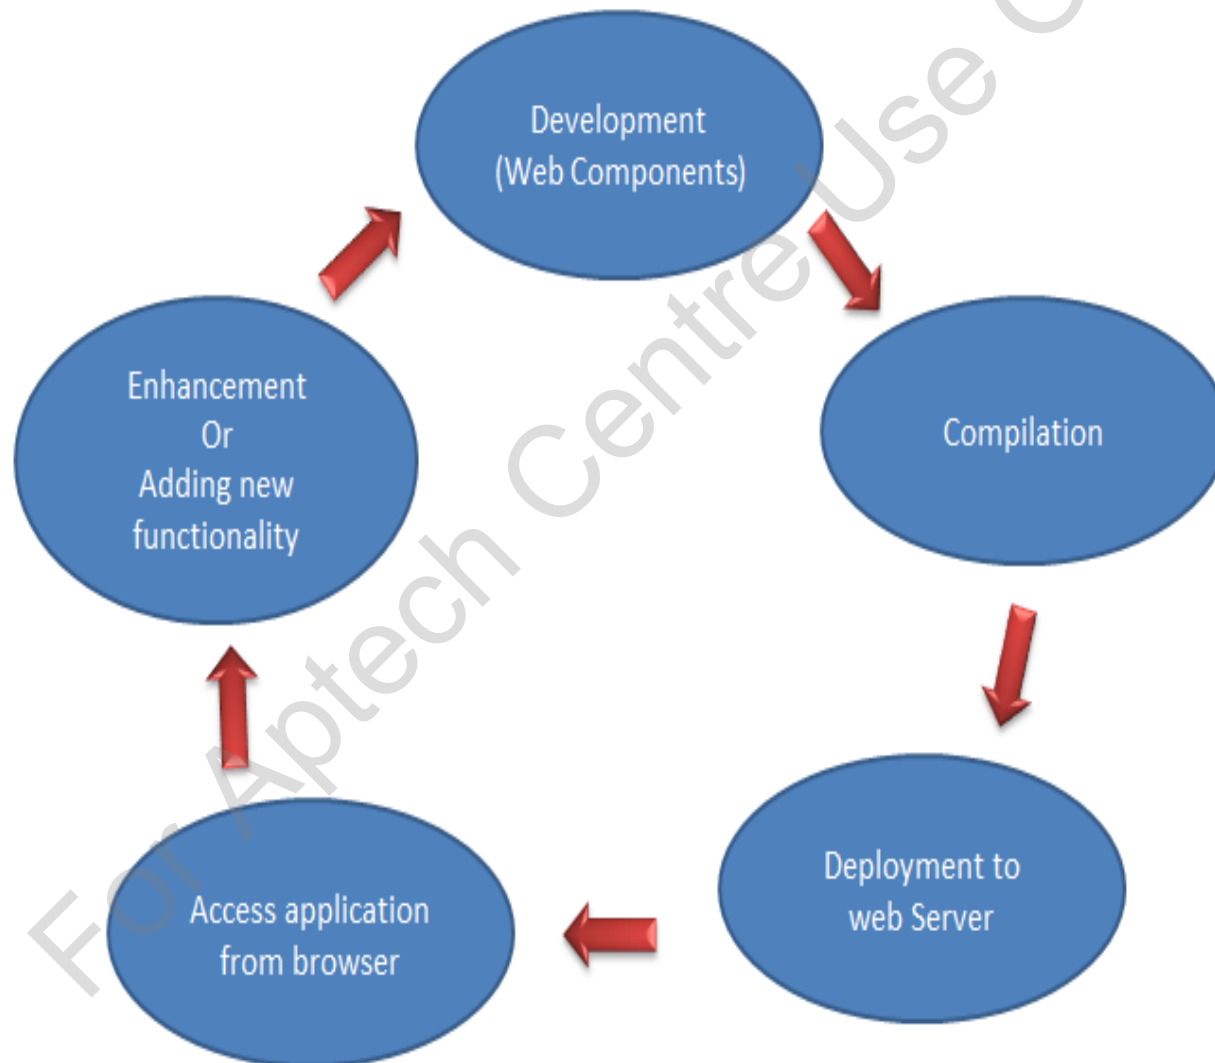 Development
(Web Components)
Compilation
Deployment to
web Server
Access application
from browser
Enhancement
Or
Adding new
functionality
For Aptech Centre Use